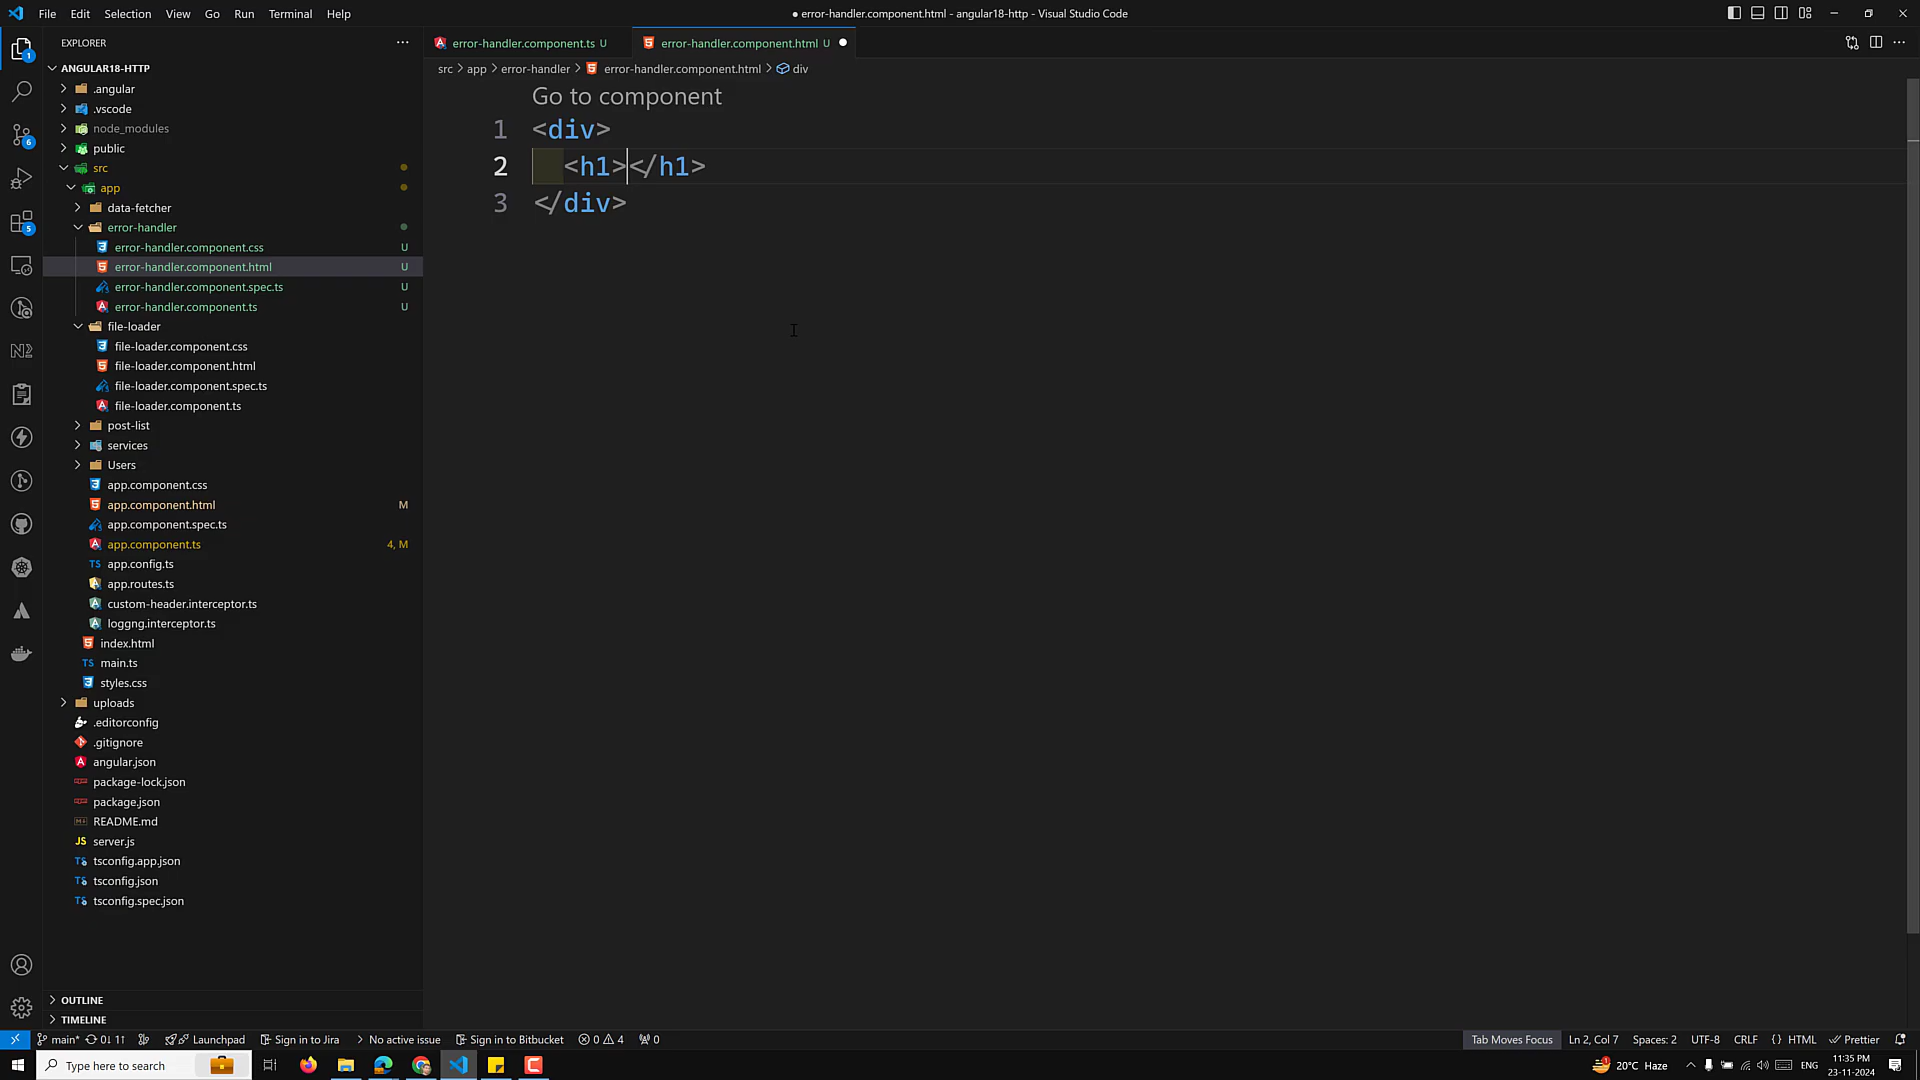 File Edit Selection View Go Run Terminal Help
● error-handler.component.html - angular18-http - Visual Studio Code
EXPLORER
error-handler.component.ts U
error-handler.component.html U
src > app > error-handler > error-handler.component.html > div
ANGULAR18-HTTP
.angular
.vscode
node_modules
public
src
app
data-fetcher
error-handler
error-handler.component.css U
error-handler.component.html U
error-handler.component.spec.ts U
error-handler.component.ts U
file-loader
file-loader.component.css
file-loader.component.html
file-loader.component.spec.ts
file-loader.component.ts
post-list
services
Users
app.component.css
app.component.html M
app.component.spec.ts
app.component.ts 4, M
app.config.ts
app.routes.ts
custom-header.interceptor.ts
loggng.interceptor.ts
index.html
main.ts
styles.css
uploads
.editorconfig
.gitignore
angular.json
package-lock.json
package.json
README.md
server.js
tsconfig.app.json
tsconfig.json
tsconfig.spec.json
OUTLINE
TIMELINE
Go to component
1 <div>
2 <h1></h1>
3 </div>
main* 0↓ 1↑ Launchpad Sign in to Jira No active issue Sign in to Bitbucket 0 4 0
Tab Moves Focus Ln 2, Col 7 Spaces: 2 UTF-8 CRLF {} HTML Prettier
Type here to search
20°C Haze ENG
11:35 PM
23-11-2024